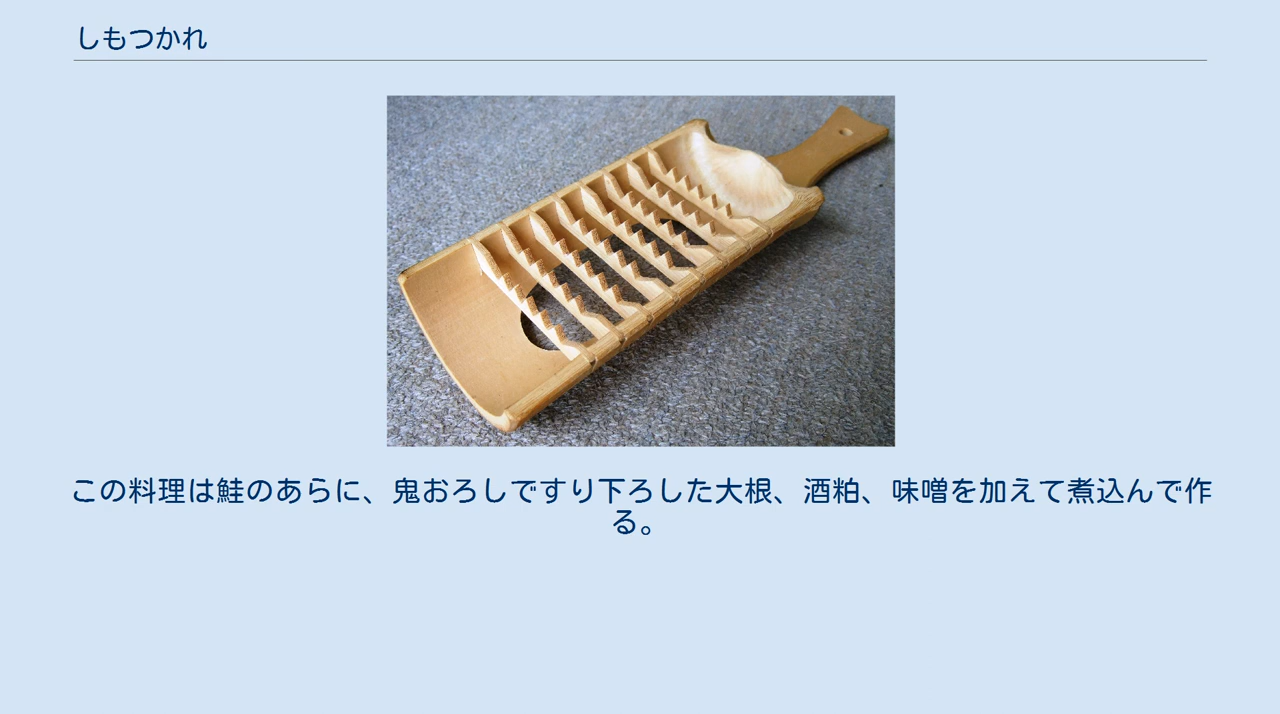 しもつかれ
この料理は鮭のあらに、鬼おろしですり下ろした大根、酒粕、味噌を加えて煮込んで作
る。